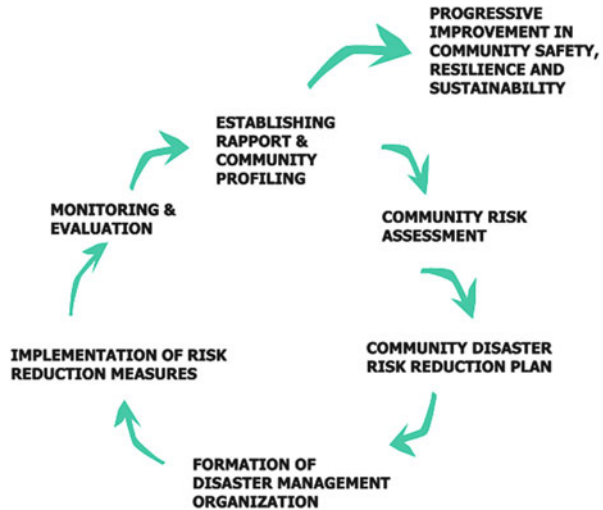 PROGRESSIVE
IMPROVEMENT IN
COMMUNITY SAFETY,
RESILIENCE AND
SUSTAINABILITY
ESTABLISHING
RAPPORT &
COMMUNITY
PROFILING
COMMUNITY RISK
ASSESSMENT
COMMUNITY DISASTER
RISK REDUCTION PLAN
FORMATION OF
DISASTER MANAGEMENT
ORGANIZATION
IMPLEMENTATION OF RISK
REDUCTION MEASURES
MONITORING &
EVALUATION